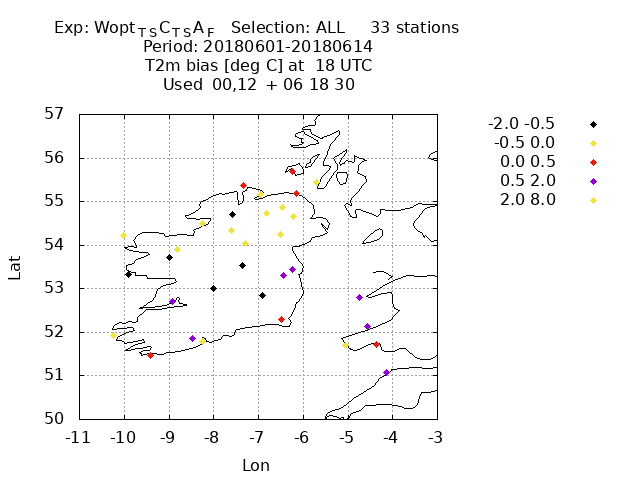 Exp: Wopt_TS C_TS A_F Selection: ALL 33 stations
Period: 20180601-20180614
T2m bias [deg C] at 18 UTC
Used 00,12 + 06 18 30
57
56
55
54
53
52
51
50
Lat
-11 -10 -9 -8 -7 -6 -5 -4 -3
Lon
-2.0 -0.5
-0.5 0.0
0.0 0.5
0.5 2.0
2.0 8.0